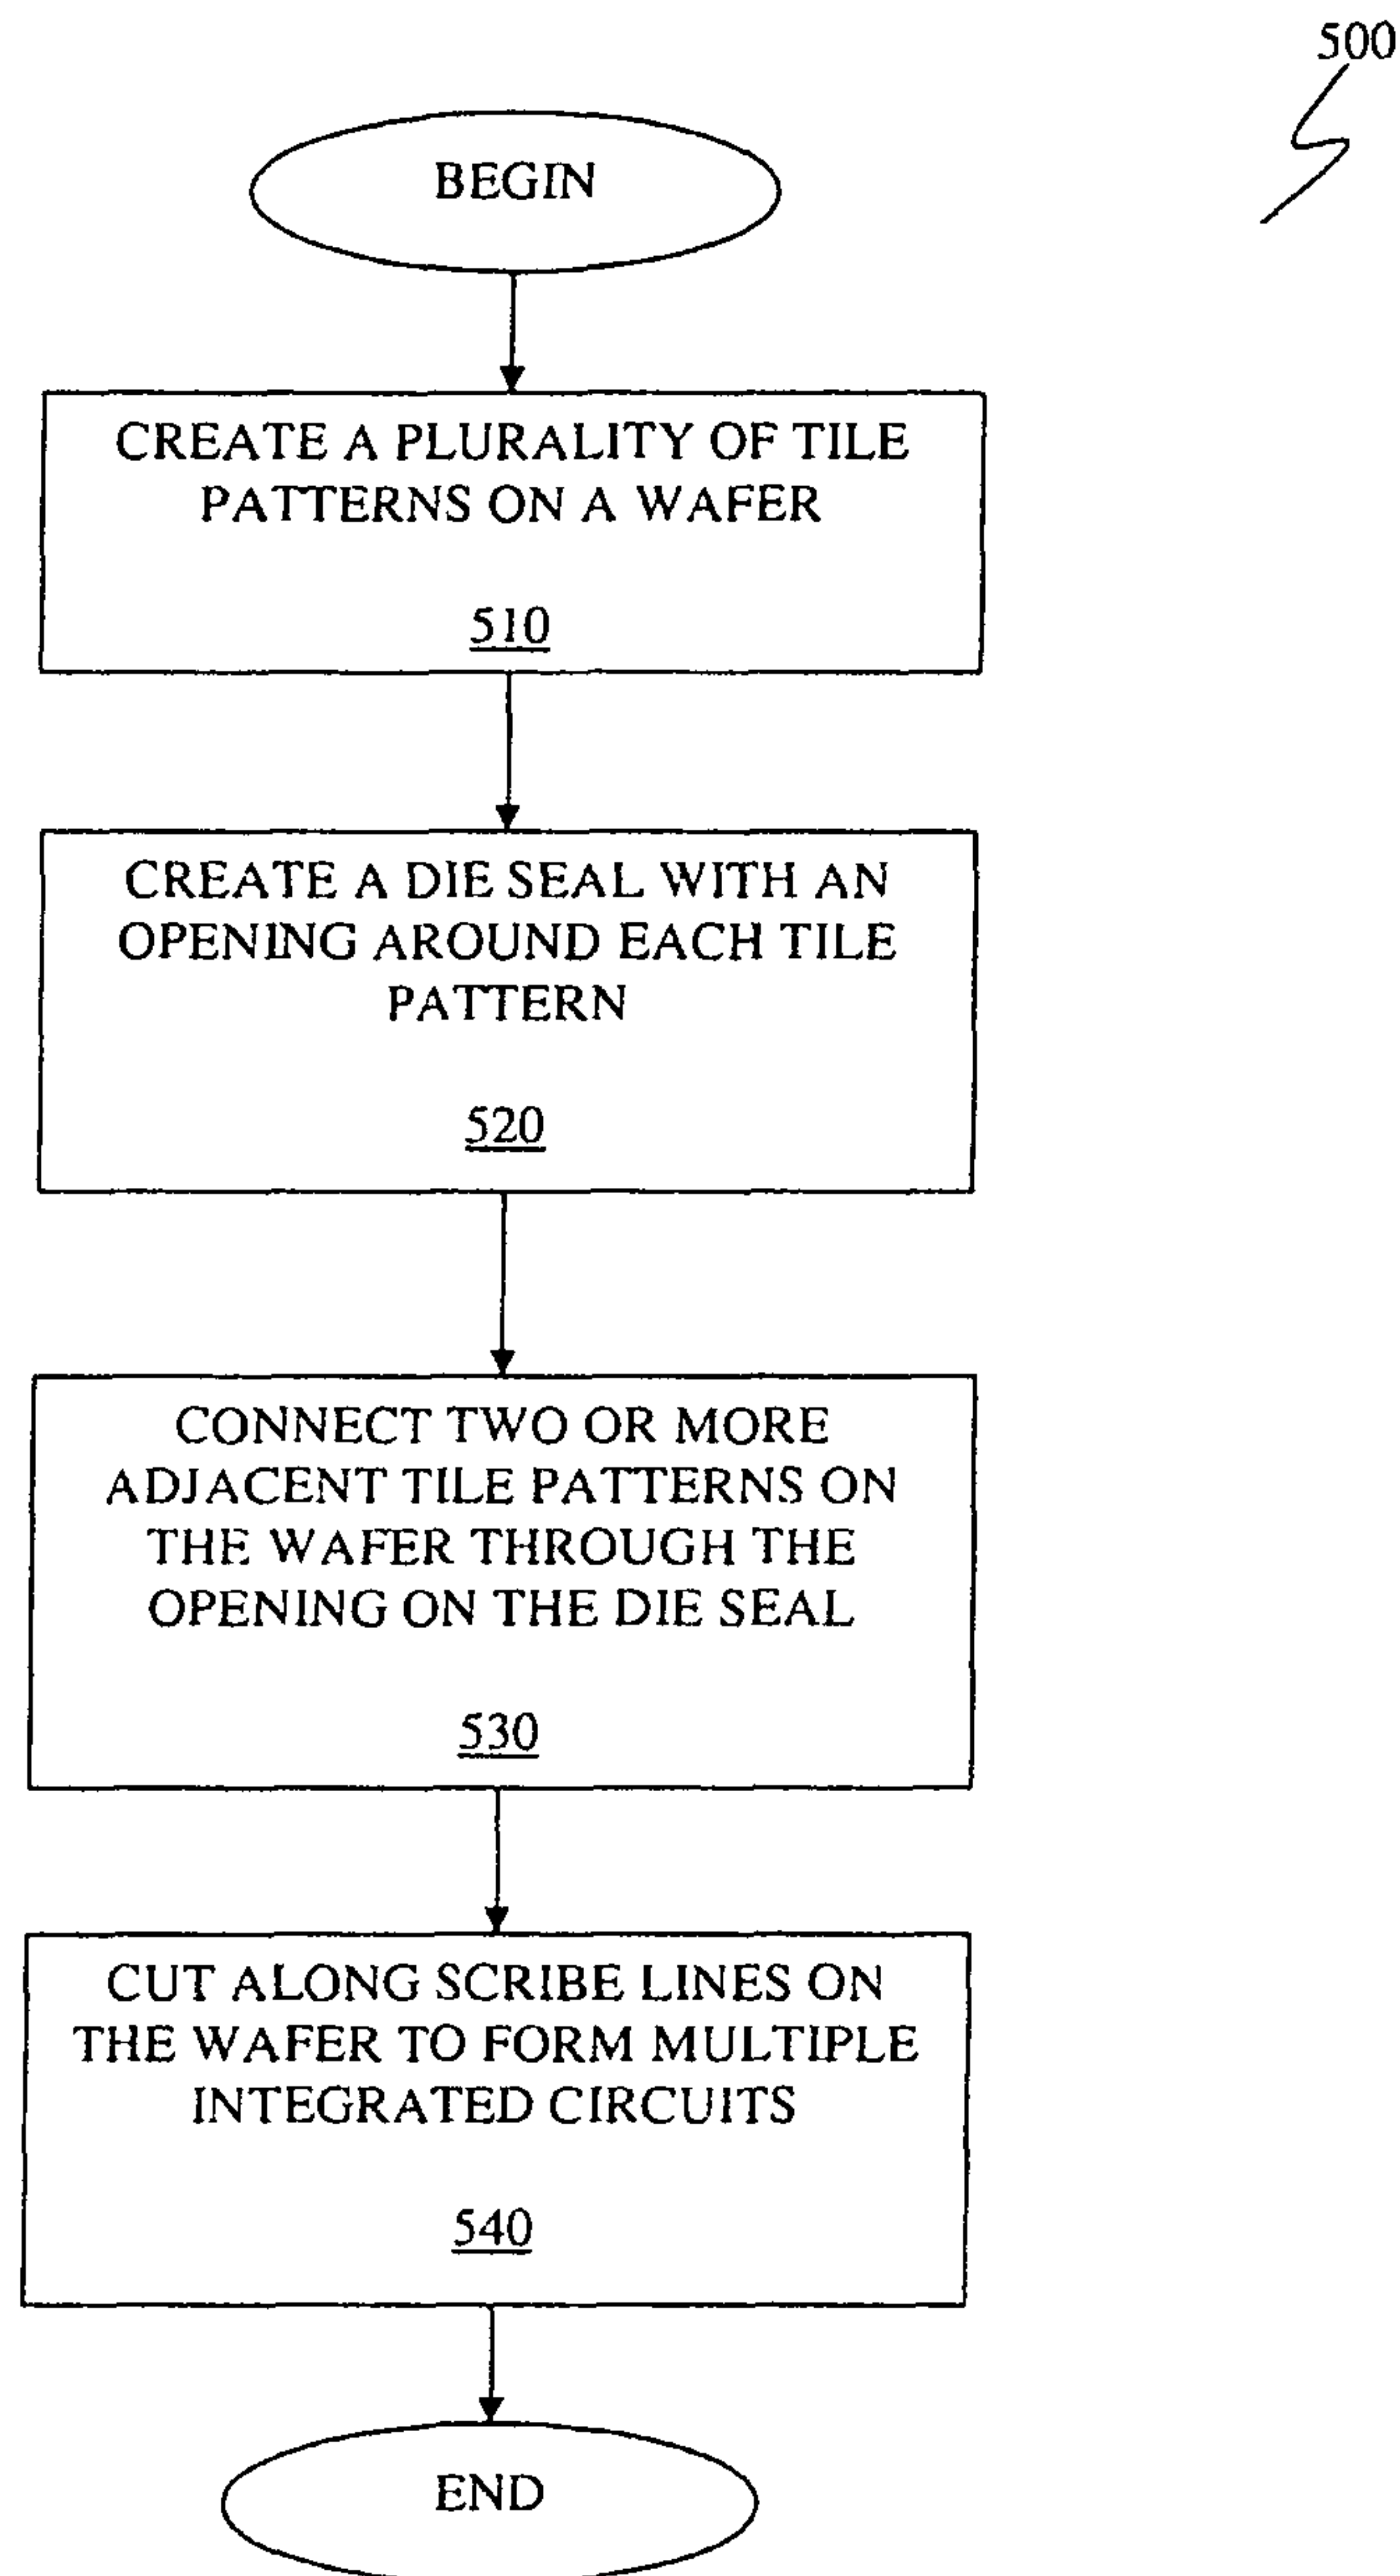 500
BEGIN
CREATE A PLURALITY OF TILE
PATTERNS ON A WAFER
510
CREATE A DIE SEAL WITH AN
OPENING AROUND EACH TILE
PATTERN
520
CONNECT TWO OR MORE
ADJACENT TILE PATTERNS ON
THE WAFER THROUGH THE
OPENING ON THE DIE SEAL
530
CUT ALONG SCRIBE LINES ON
THE WAFER TO FORM MULTIPLE
INTEGRATED CIRCUITS
540
END